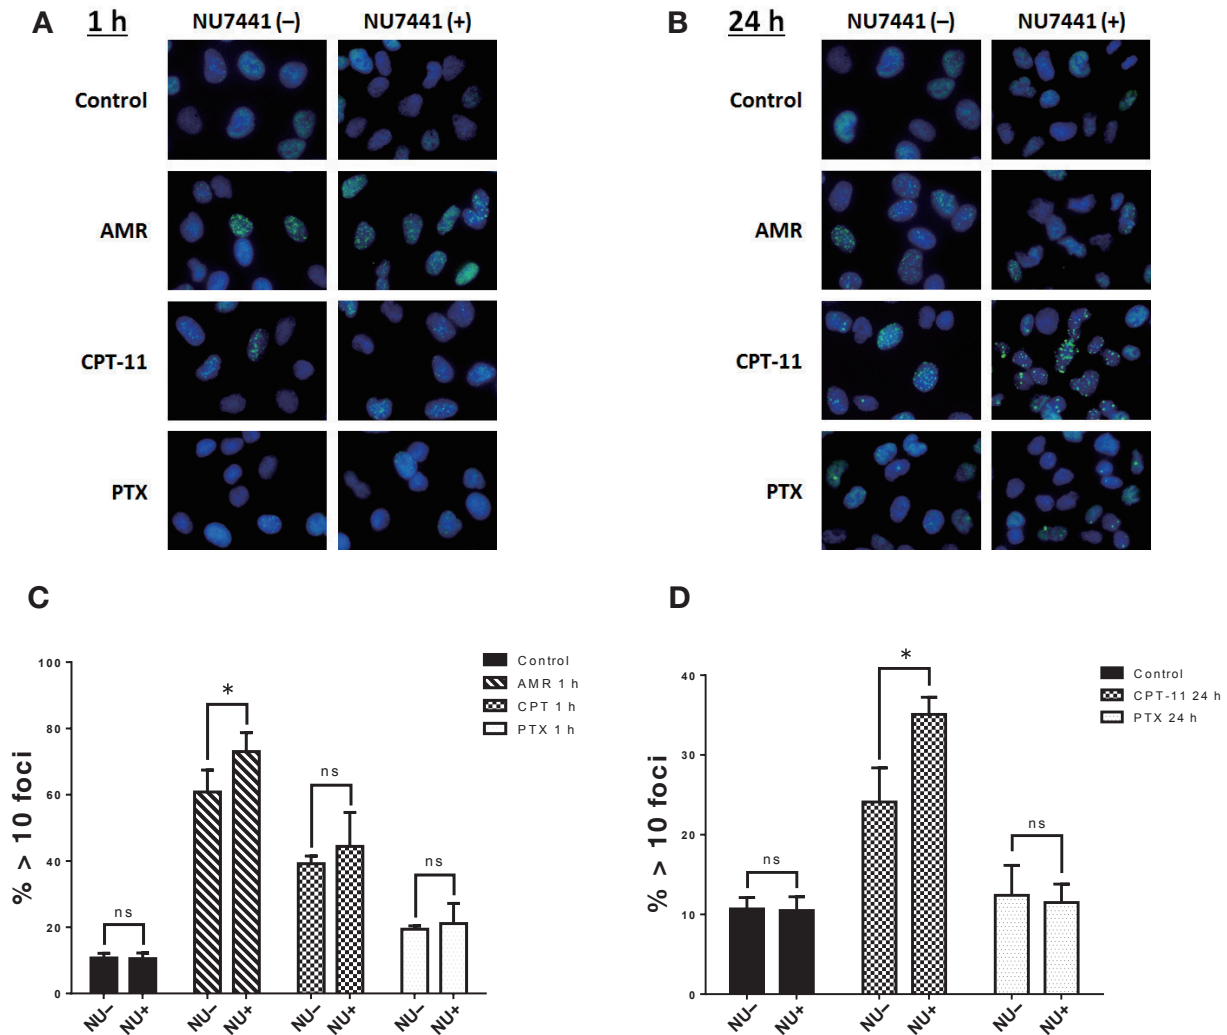 A 1 h NU7441 (–) NU7441 (+)
Control
AMR
CPT-11
PTX
B 24 h NU7441 (–) NU7441 (+)
Control
AMR
CPT-11
PTX
C
% > 10 foci
100
80
60
40
20
0
ns
*
ns
ns
Control
AMR 1 h
CPT 1 h
PTX 1 h
NU– NU+ NU– NU+ NU– NU+ NU– NU+
D
% > 10 foci
40
30
20
10
0
ns
*
ns
Control
CPT-11 24 h
PTX 24 h
NU– NU+ NU– NU+ NU– NU+